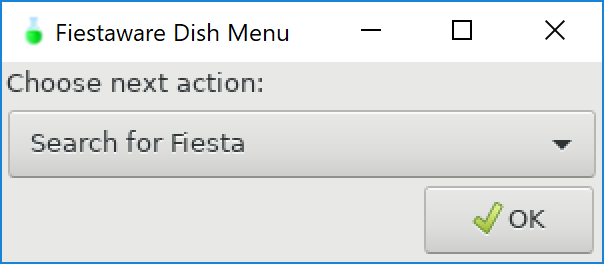 Fiestaware Dish Menu
Choose next action:
Search for Fiesta
OK